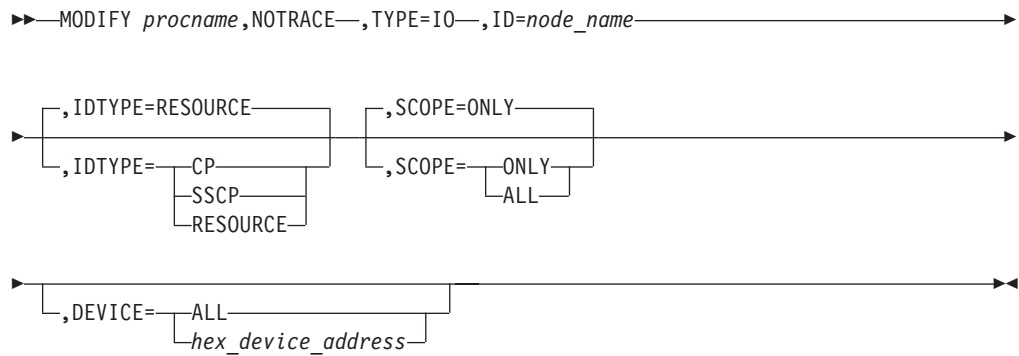 MODIFY procname,NOTRACE ,TYPE=IO ,ID=node_name
,IDTYPE=RESOURCE ,SCOPE=ONLY
,IDTYPE= CP ,SCOPE= ONLY
SSCP ALL
RESOURCE
,DEVICE= ALL
hex_device_address